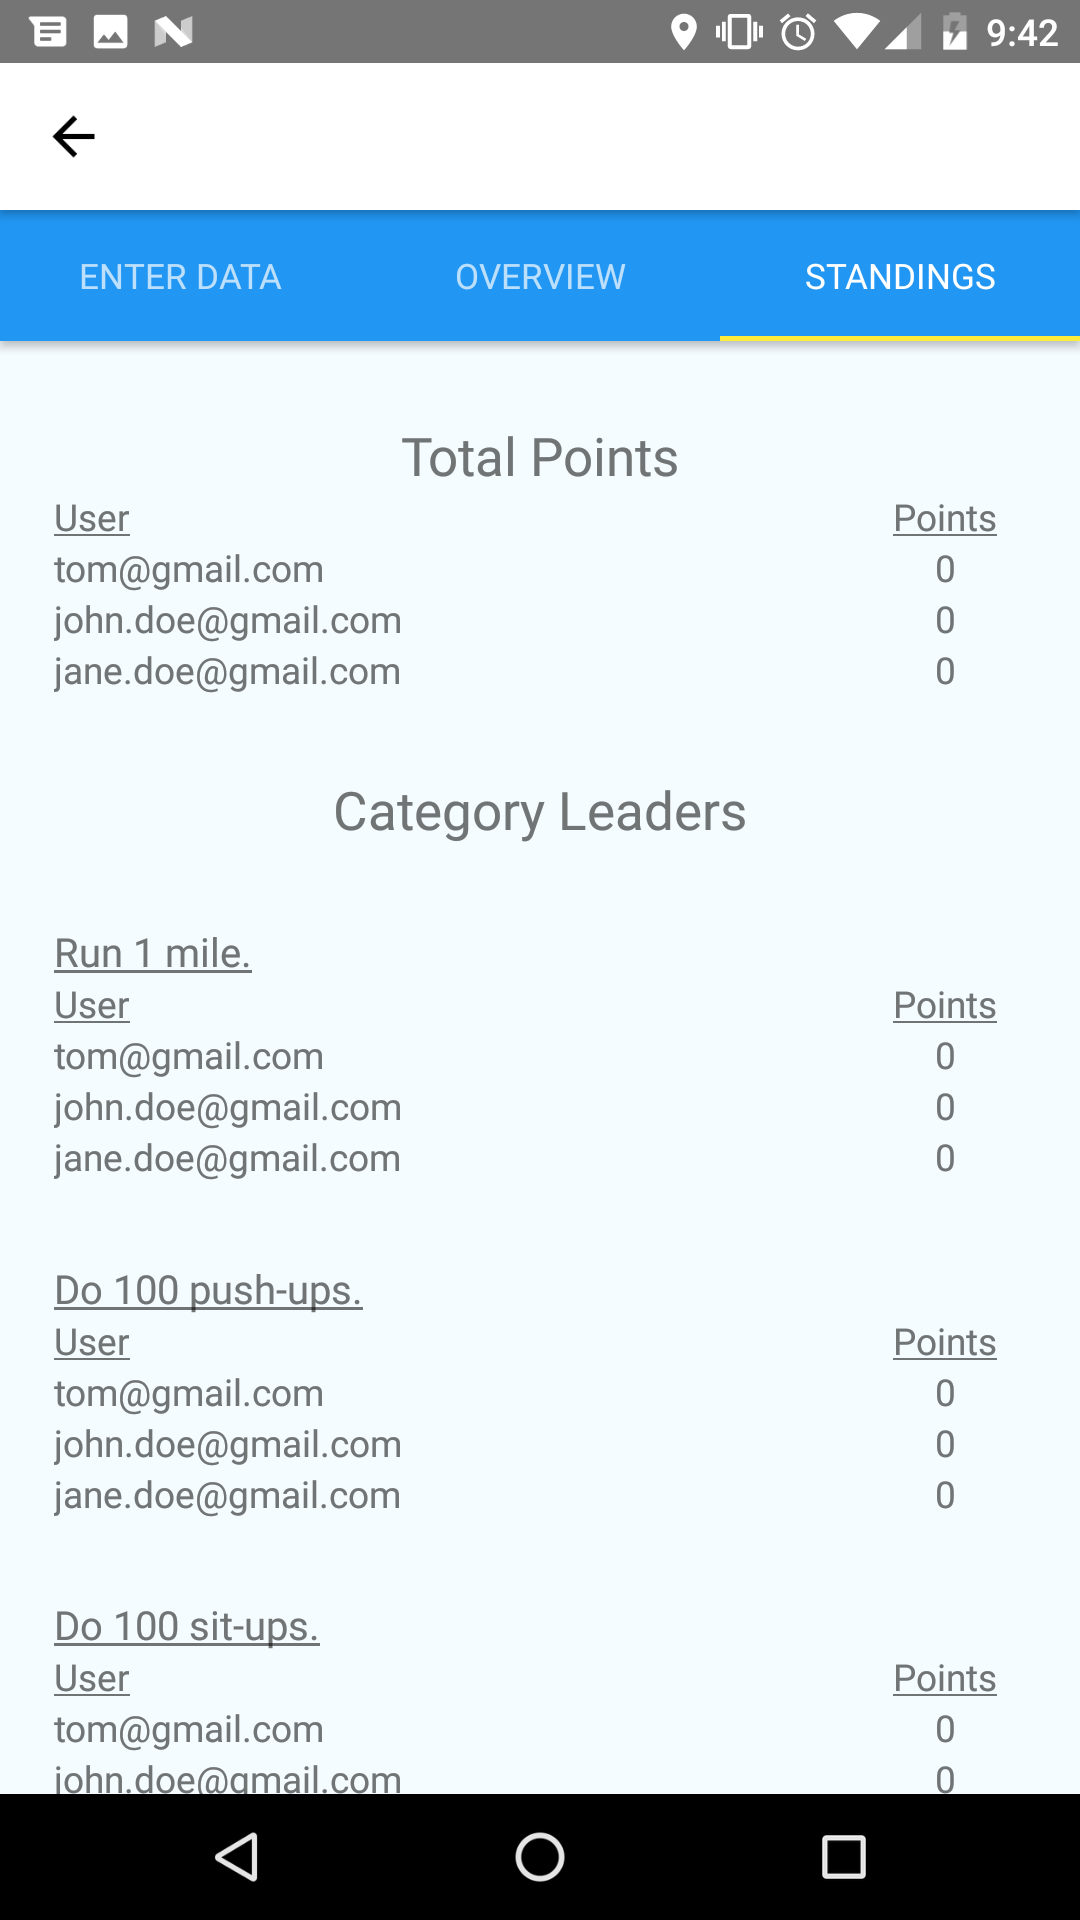 9:42
ENTER DATA OVERVIEW STANDINGS
Total Points
User Points
tom@gmail.com 0
john.doe@gmail.com 0
jane.doe@gmail.com 0
Category Leaders
Run 1 mile.
User Points
tom@gmail.com 0
john.doe@gmail.com 0
jane.doe@gmail.com 0
Do 100 push-ups.
User Points
tom@gmail.com 0
john.doe@gmail.com 0
jane.doe@gmail.com 0
Do 100 sit-ups.
User Points
tom@gmail.com 0
john.doe@gmail.com 0